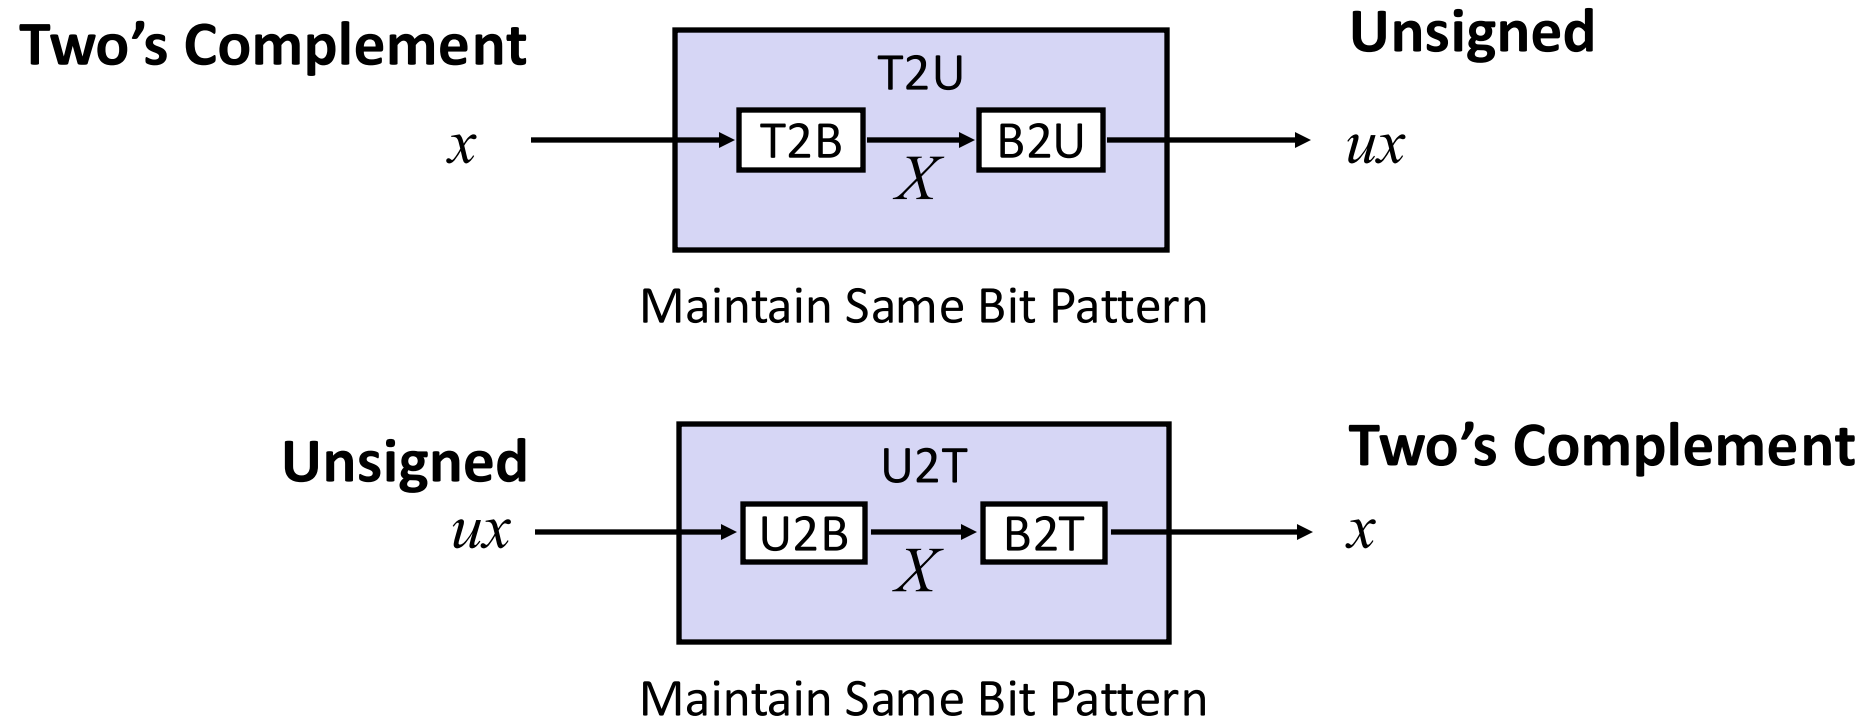 Two's Complement
Unsigned
T2U
x
T2B
X
B2U
ux
Maintain Same Bit Pattern
Unsigned
Two's Complement
U2T
ux
U2B
X
B2T
x
Maintain Same Bit Pattern